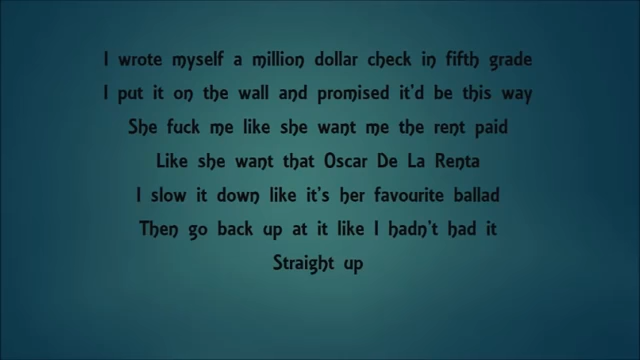 I wrote myself a million dollar check in fifth grade
I put it on the wall and promised it'd be this way
She fuck me like she want me the rent paid
Like she want that Oscar De La Renta
I slow it down like it's her favourite ballad
Then go back up at it like I hadn't had it
Straight up